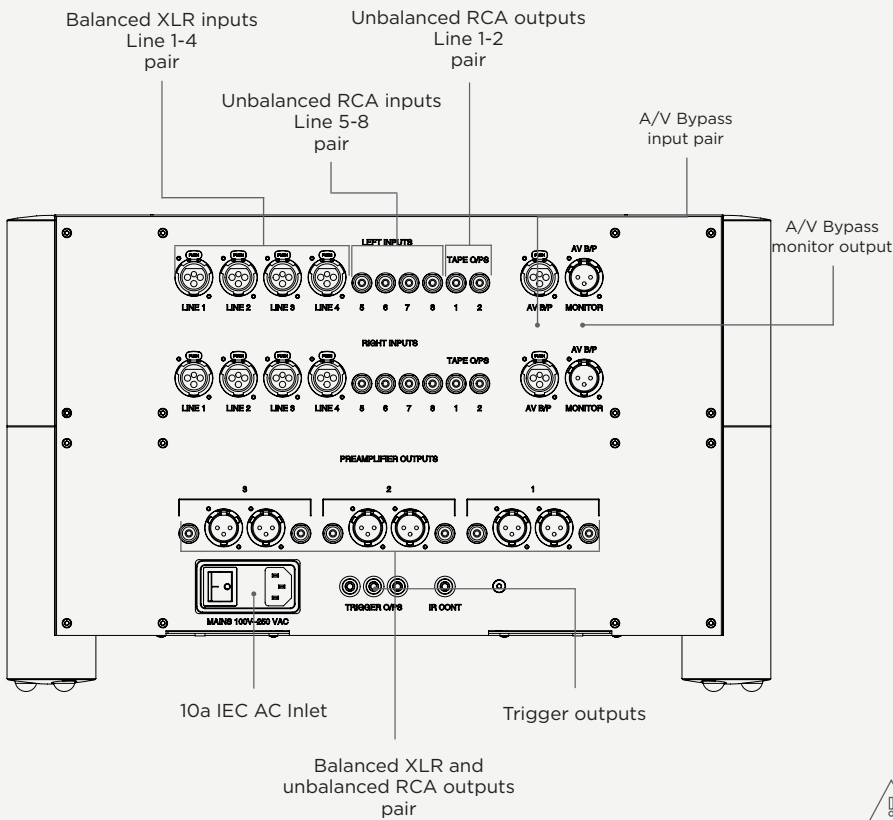 Balanced XLR inputs
Line 1-4
pair
Unbalanced RCA outputs
Line 1-2
pair
Unbalanced RCA inputs
Line 5-8
pair
A/V Bypass
input pair
A/V Bypass
monitor output
LEFT INPUTS
TAPE O/PS
AV B/P
PUSH PUSH PUSH PUSH PUSH
LINE 1 LINE 2 LINE 3 LINE 4 5 6 7 8 1 2 AV B/P MONITOR
RIGHT INPUTS
TAPE O/PS
AV B/P
PUSH PUSH PUSH PUSH PUSH
LINE 1 LINE 2 LINE 3 LINE 4 5 6 7 8 1 2 AV B/P MONITOR
PREAMPLIFIER OUTPUTS
3 2 1
TRIGGER O/PS IR CONT
MAINS 100V~250 VAC
10a IEC AC Inlet
Trigger outputs
Balanced XLR and
unbalanced RCA outputs
pair